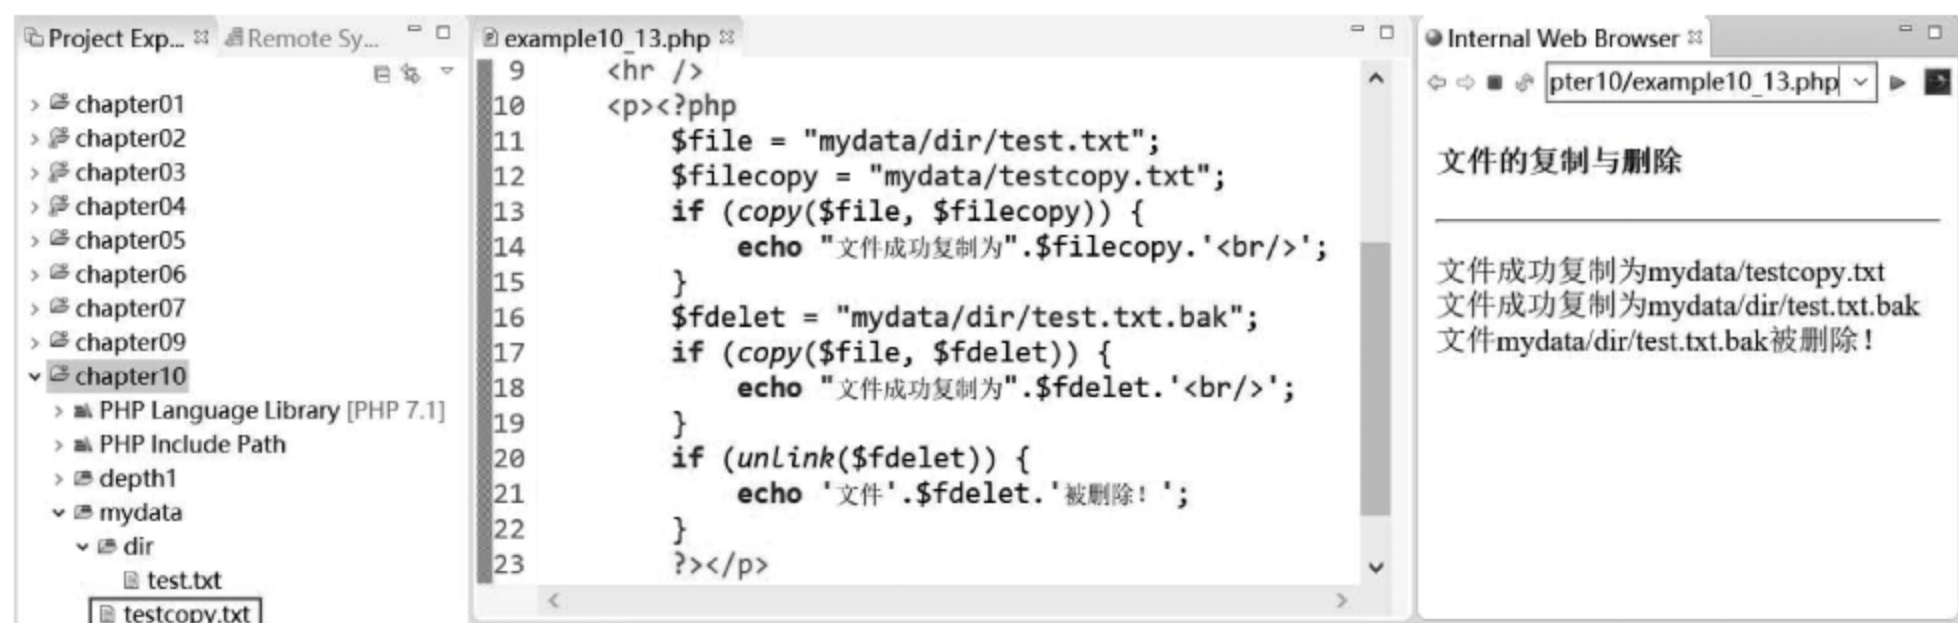 Project Exp...
Remote Sy...
chapter01
chapter02
chapter03
chapter04
chapter05
chapter06
chapter07
chapter09
chapter10
PHP Language Library [PHP 7.1]
PHP Include Path
depth1
mydata
dir
test.txt
testcopy.txt
example10_13.php
9 <hr />
10 <p><?php
11 $file = "mydata/dir/test.txt";
12 $filecopy = "mydata/testcopy.txt";
13 if (copy($file, $filecopy)) {
14 echo "文件成功复制为".$filecopy.'<br/>';
15 }
16 $fdelet = "mydata/dir/test.txt.bak";
17 if (copy($file, $fdelet)) {
18 echo "文件成功复制为".$fdelet.'<br/>';
19 }
20 if (unlink($fdelet)) {
21 echo '文件'.$fdelet.'被删除！';
22 }
23 ?></p>
Internal Web Browser
pter10/example10_13.php
文件的复制与删除
文件成功复制为mydata/testcopy.txt
文件成功复制为mydata/dir/test.txt.bak
文件mydata/dir/test.txt.bak被删除！